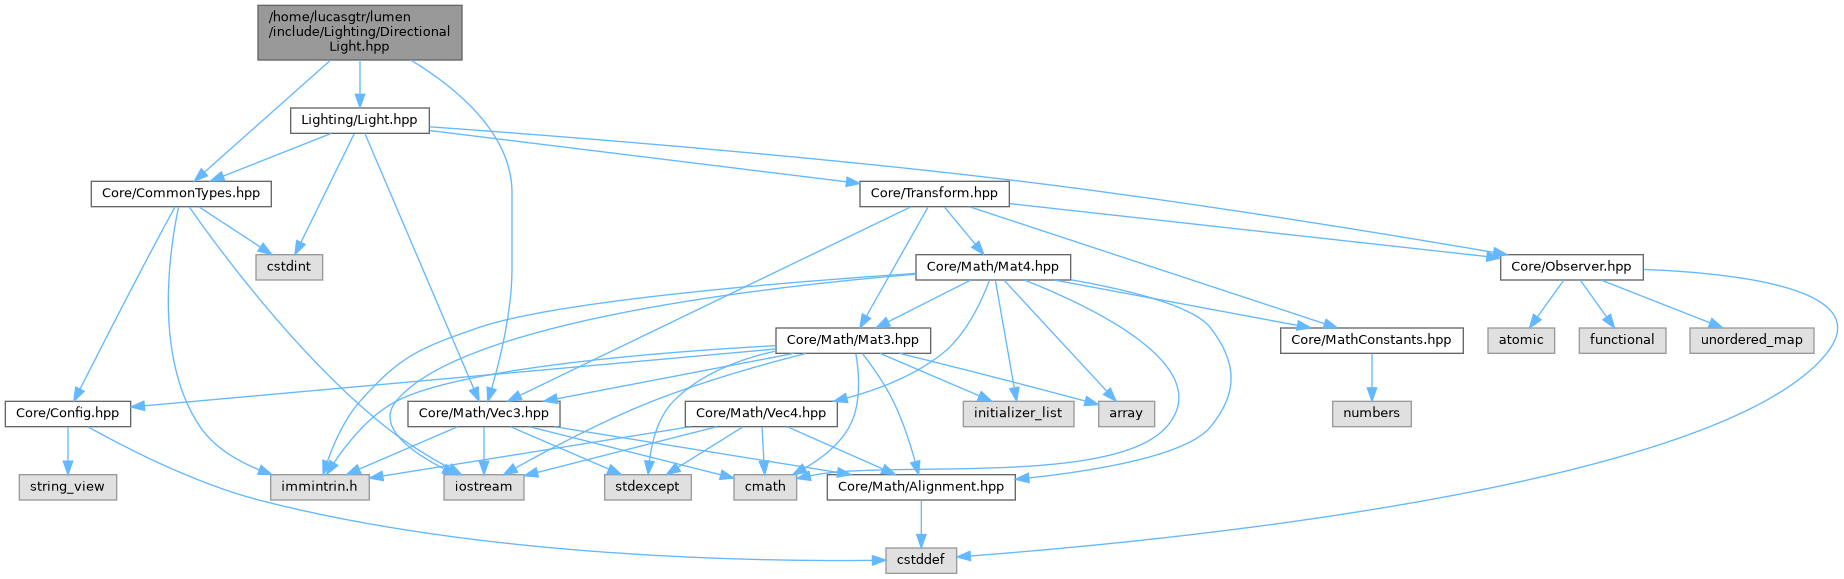 /home/lucasgtr/lumen
/include/Lighting/Directional
Light.hpp
Lighting/Light.hpp
Core/CommonTypes.hpp
Core/Transform.hpp
cstdint
Core/Math/Mat4.hpp
Core/Observer.hpp
Core/Math/Mat3.hpp
Core/MathConstants.hpp
atomic
functional
unordered_map
Core/Config.hpp
Core/Math/Vec3.hpp
Core/Math/Vec4.hpp
initializer_list
array
numbers
string_view
immintrin.h
iostream
stdexcept
cmath
Core/Math/Alignment.hpp
cstddef